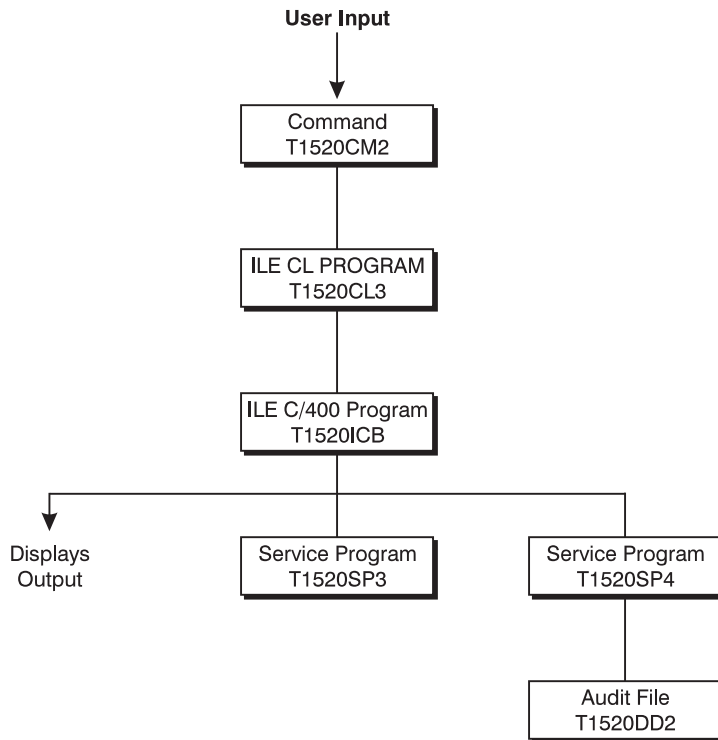 User Input
Command
T1520CM2
ILE CL PROGRAM
T1520CL3
ILE C/400 Program
T1520ICB
Displays
Output
Service Program
T1520SP3
Service Program
T1520SP4
Audit File
T1520DD2